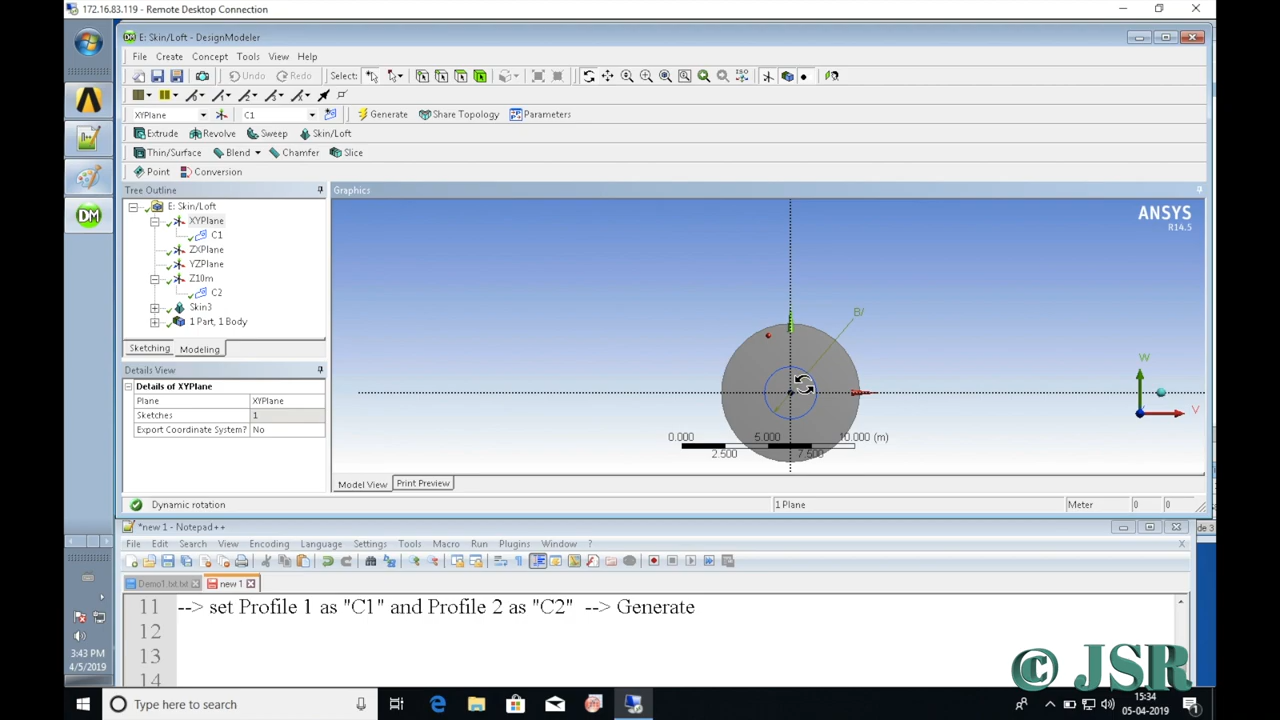 172.16.83.119 - Remote Desktop Connection
DM E: Skin/Loft - DesignModeler
File Create Concept Tools View Help
Undo Redo Select:
XYPlane C1 Generate Share Topology Parameters
Extrude Revolve Sweep Skin/Loft
Thin/Surface Blend Chamfer Slice
Point Conversion
Tree Outline
E: Skin/Loft
XYPlane
C1
ZXPlane
YZPlane
Z10m
C2
Skin3
1 Part, 1 Body
Sketching Modeling
Details View
Details of XYPlane
Plane XYPlane
Sketches 1
Export Coordinate System? No
Graphics
ANSYS
R14.5
B/
W
V
0.000 5.000 10.000 (m)
2.500 7.500
Model View Print Preview
Dynamic rotation 1 Plane Meter 0 0
DM
*new 1 - Notepad++
de 3
File Edit Search View Encoding Language Settings Tools Macro Run Plugins Window ? X
Demo1.txt.txt new 1
11 --> set Profile 1 as "C1" and Profile 2 as "C2" --> Generate
12
13
14
3:43 PM
4/5/2019
© JSR
Type here to search
15:34
05-04-2019